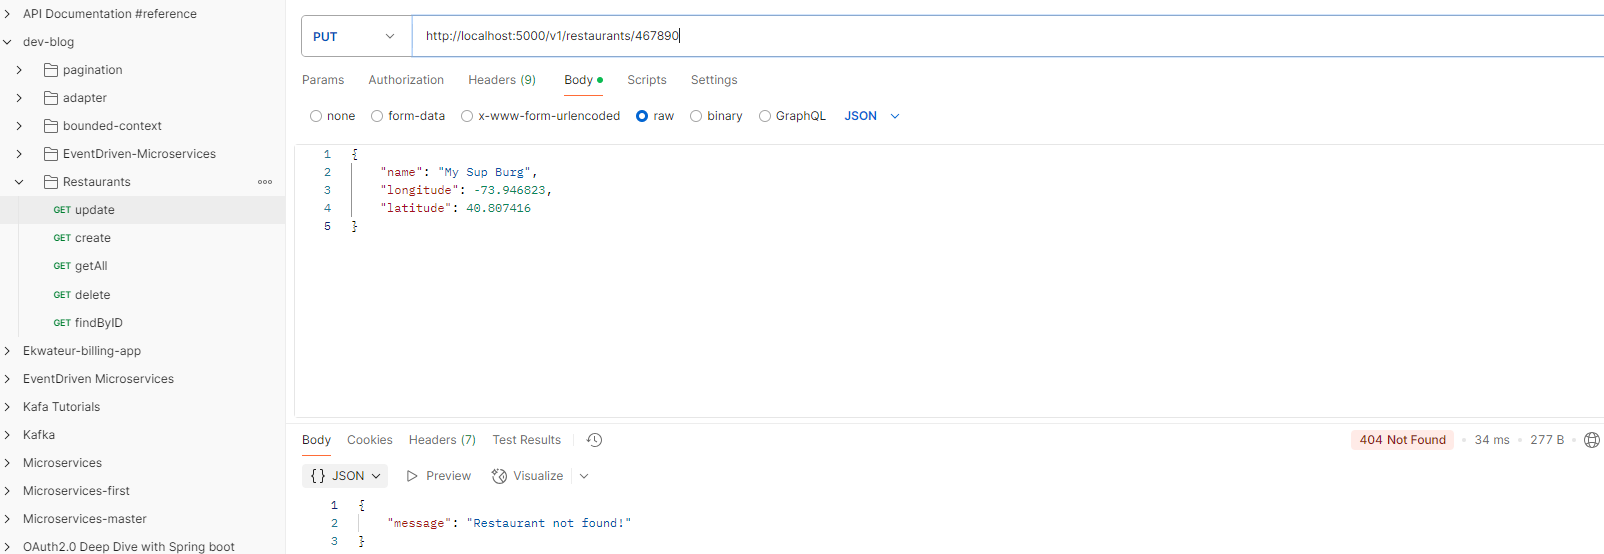 API Documentation #reference
dev-blog
pagination
adapter
bounded-context
EventDriven-Microservices
Restaurants
GET update
GET create
GET getAll
GET delete
GET findByID
Ekwateur-billing-app
EventDriven Microservices
Kafa Tutorials
Kafka
Microservices
Microservices-first
Microservices-master
OAuth2.0 Deep Dive with Spring boot
PUT http://localhost:5000/v1/restaurants/467890
Params Authorization Headers (9) Body Scripts Settings
none form-data x-www-form-urlencoded raw binary GraphQL JSON
1 {
2 "name": "My Sup Burg",
3 "longitude": -73.946823,
4 "latitude": 40.807416
5 }
Body Cookies Headers (7) Test Results 404 Not Found 34 ms 277 B
{} JSON Preview Visualize
1 {
2 "message": "Restaurant not found!"
3 }